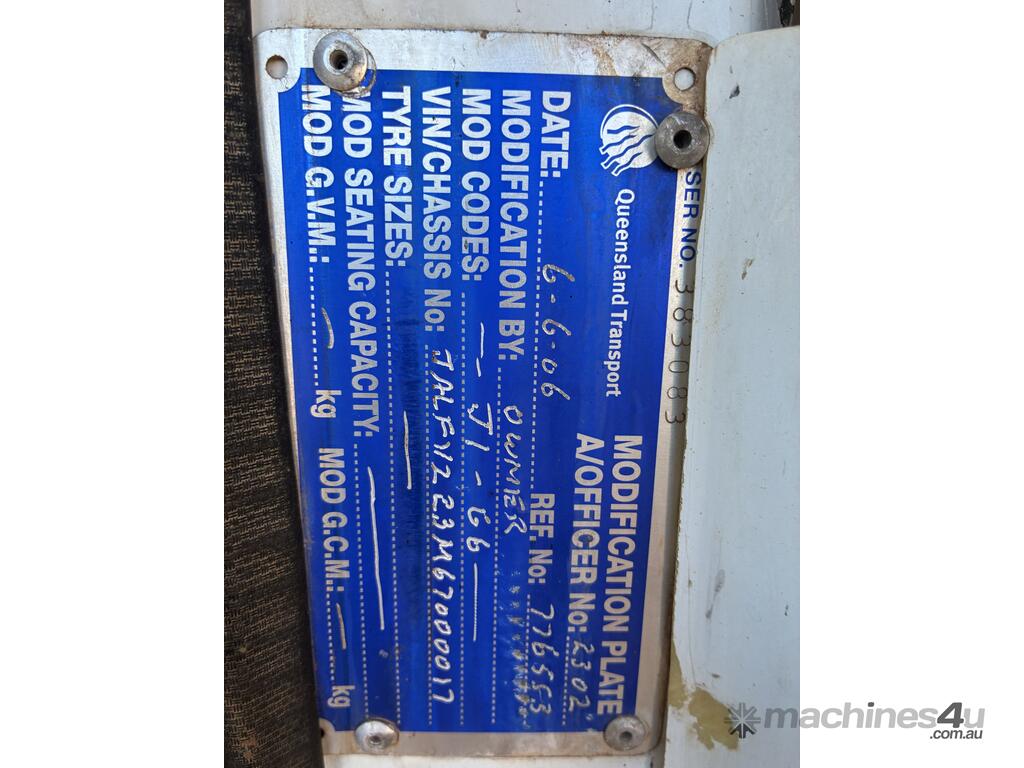 SER NO. 383083
Queensland Transport
MODIFICATION PLATE
A/OFFICER No: 2302
DATE: 6-6-06 REF. No: 776553
MODIFICATION BY: OWNER
MOD CODES: -- J1 - G6 —
VIN/CHASSIS No:
TYRE SIZES: —
MOD SEATING CAPACITY: —
MOD G.V.M.: — kg MOD G.C.M.: — kg
machines4u
.com.au